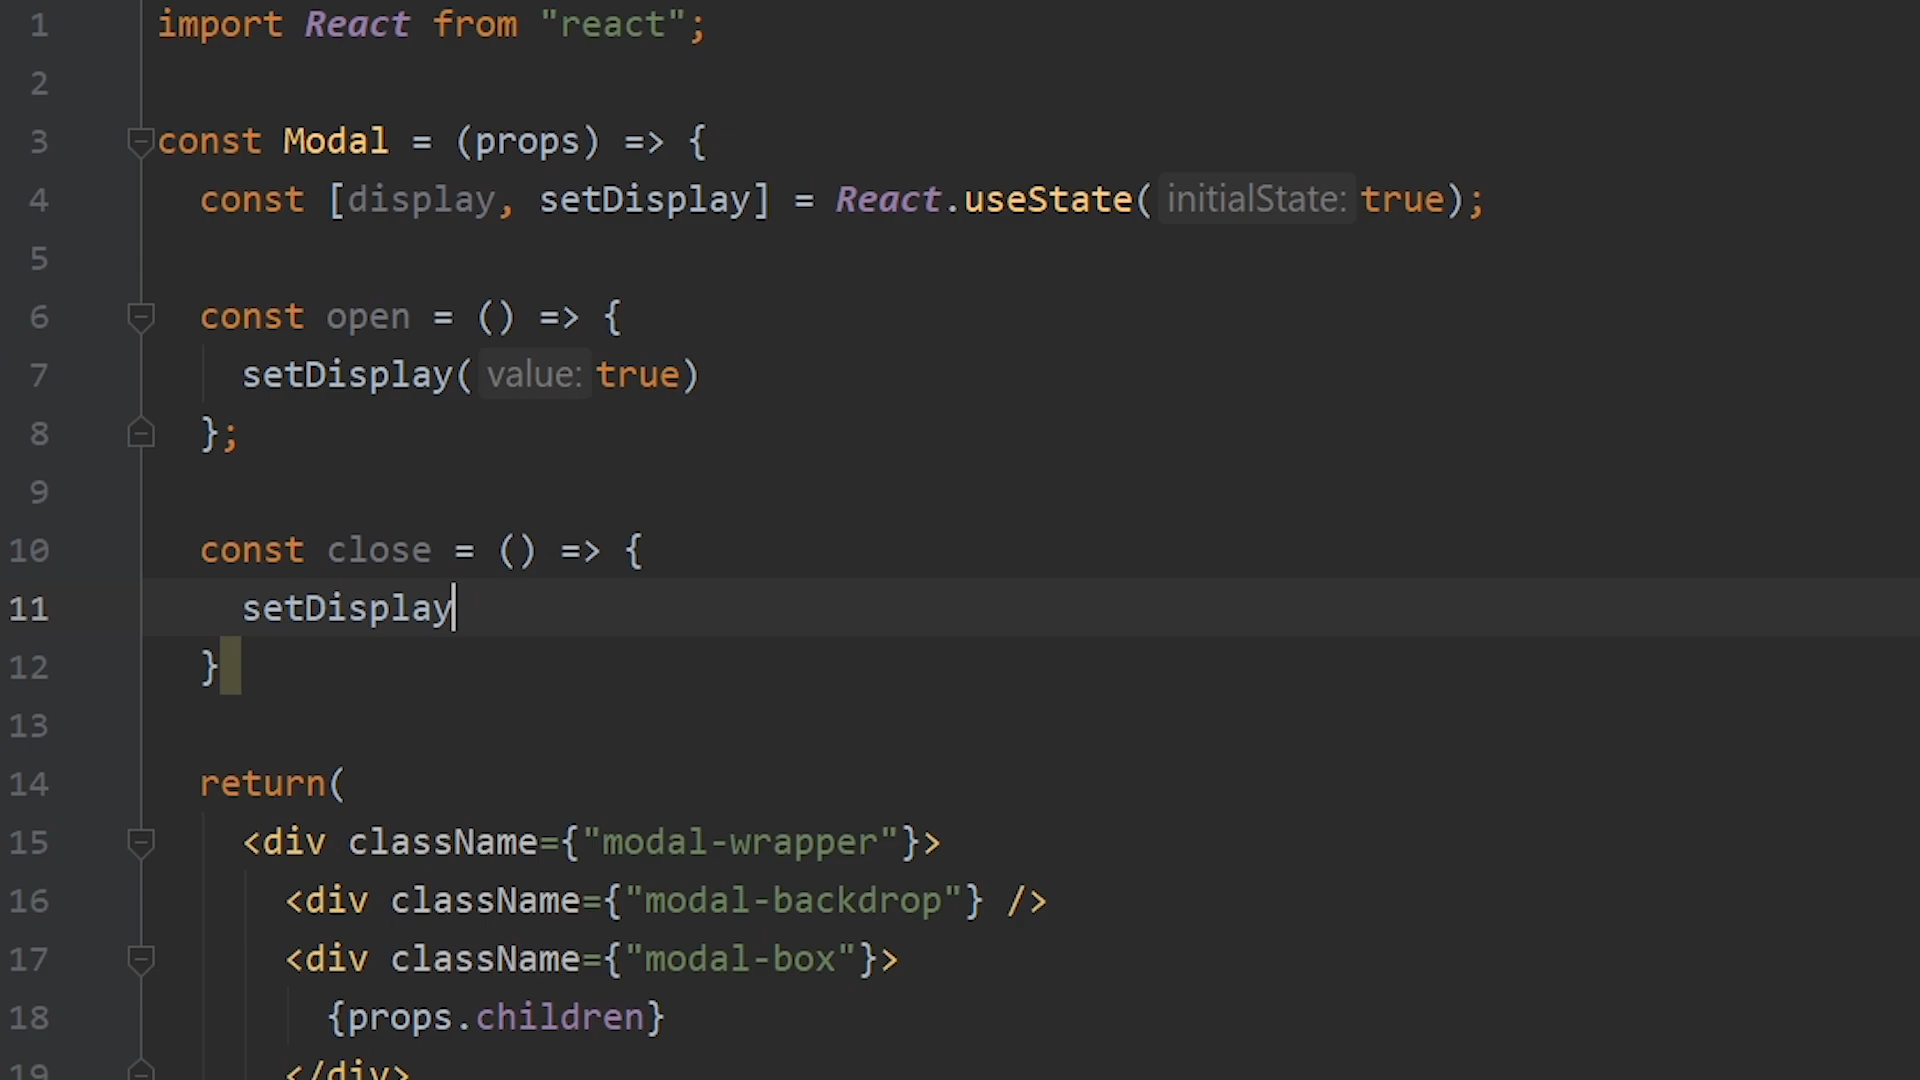 1 import React from "react";
2
3 const Modal = (props) => {
4 const [display, setDisplay] = React.useState( initialState: true);
5
6 const open = () => {
7 setDisplay( value: true)
8 };
9
10 const close = () => {
11 setDisplay
12 }
13
14 return(
15 <div className={"modal-wrapper"}>
16 <div className={"modal-backdrop"} />
17 <div className={"modal-box"}>
18 {props.children}
19 </div>